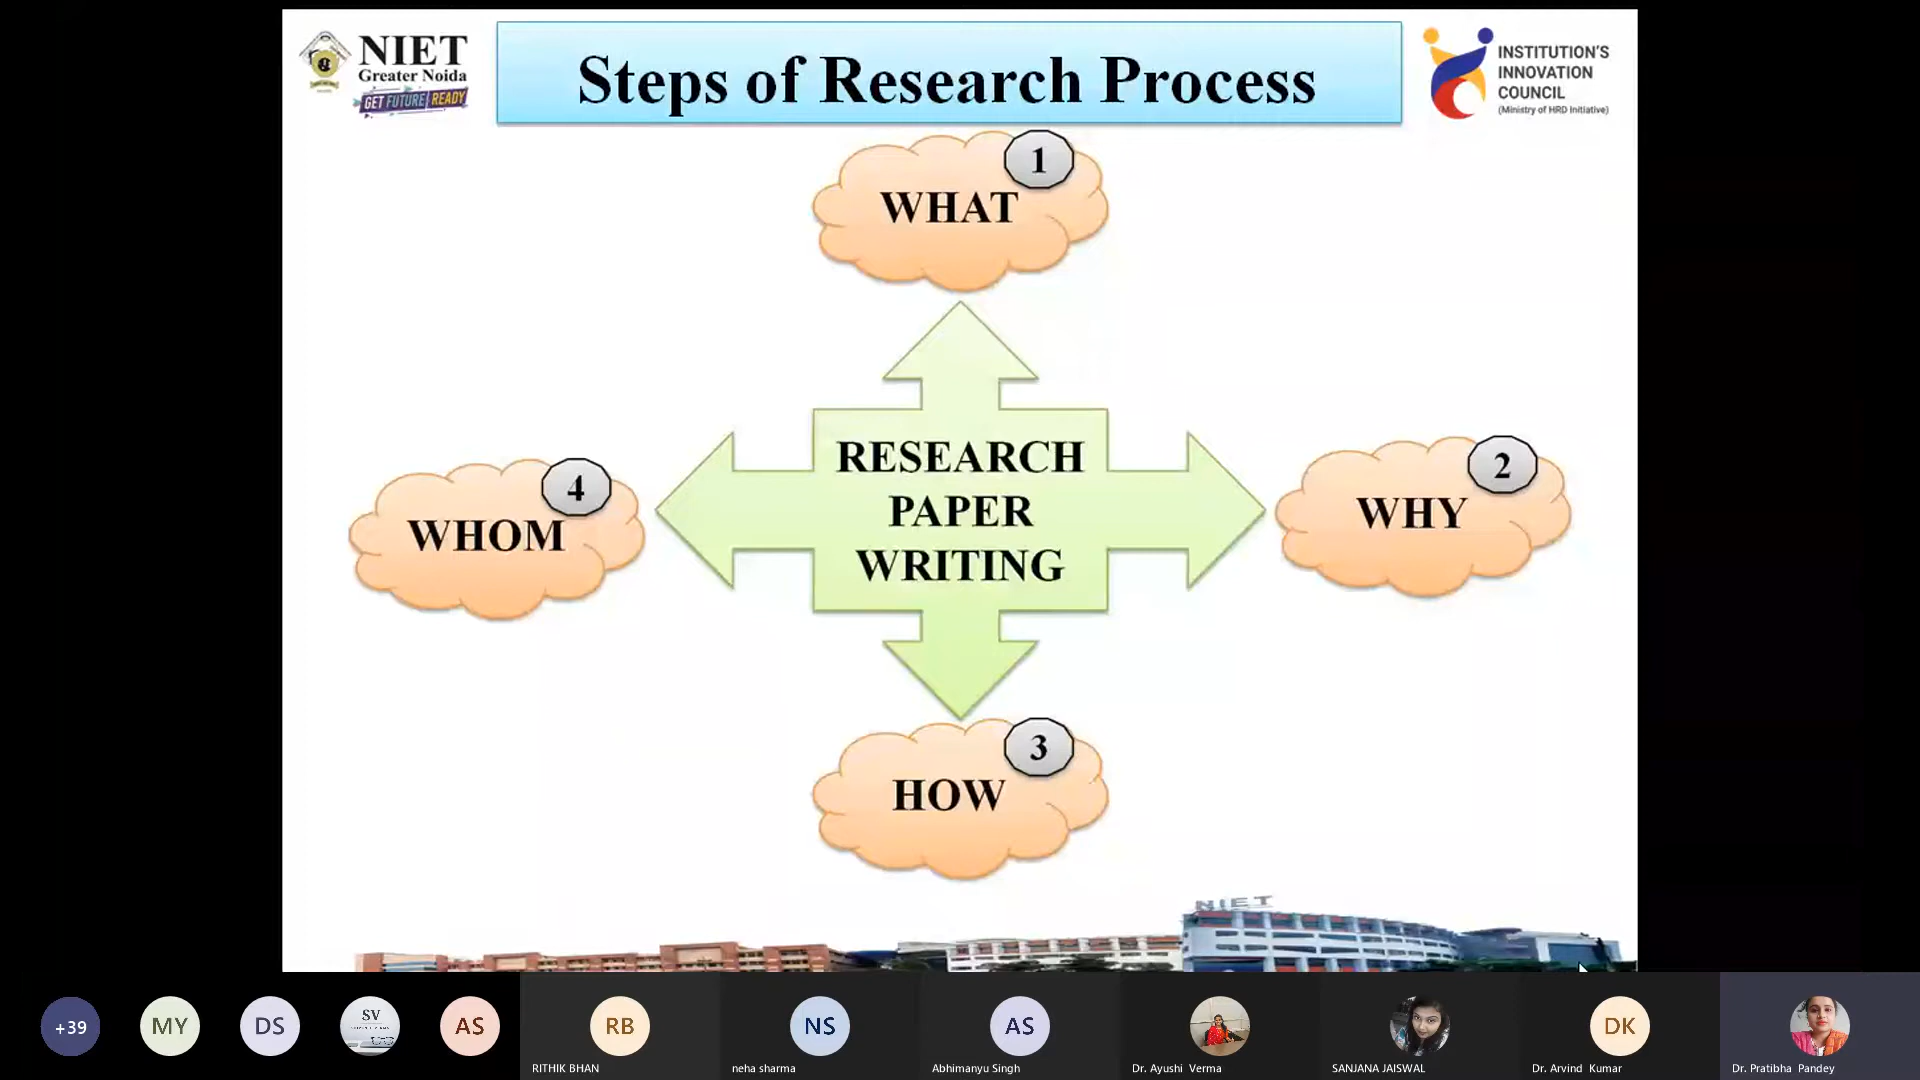 NIET
Greater Noida
GET FUTURE READY
Steps of Research Process
INSTITUTION'S
INNOVATION
COUNCIL
(Ministry of HRD Initiative)
1
WHAT
RESEARCH
PAPER
WRITING
4
WHOM
2
WHY
3
HOW
NIET
+39
MY
DS
SV
AS
RB
NS
AS
DK
RITHIK BHAN
neha sharma
Abhimanyu Singh
Dr. Ayushi Verma
SANJANA JAISWAL
Dr. Arvind Kumar
Dr. Pratibha Pandey